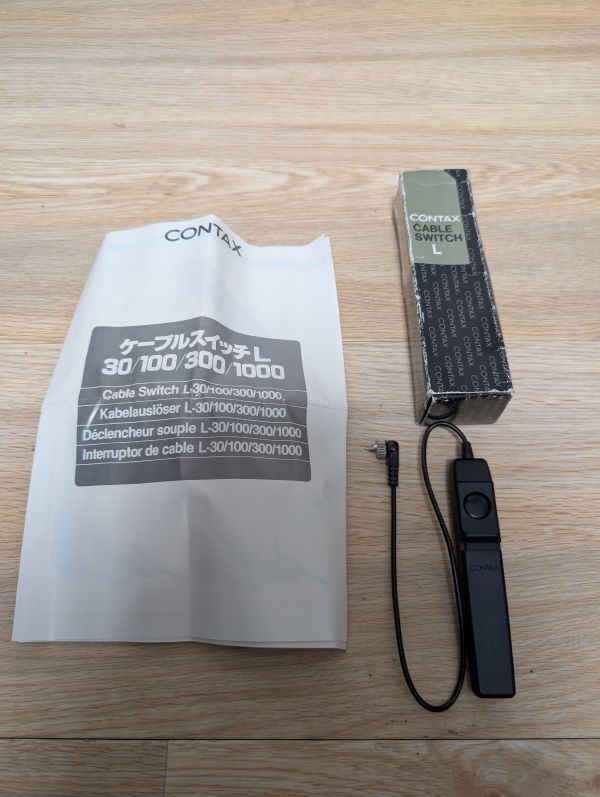 CONTAX
ケーブルスイッチL
30/100/300/1000
Cable Switch L-30/100/300/1000
Kabelauslöser L-30/100/300/1000
Déclencheur souple L-30/100/300/1000
Interruptor de cable L-30/100/300/1000
CONTAX
CABLE
SWITCH
L
CONTAX